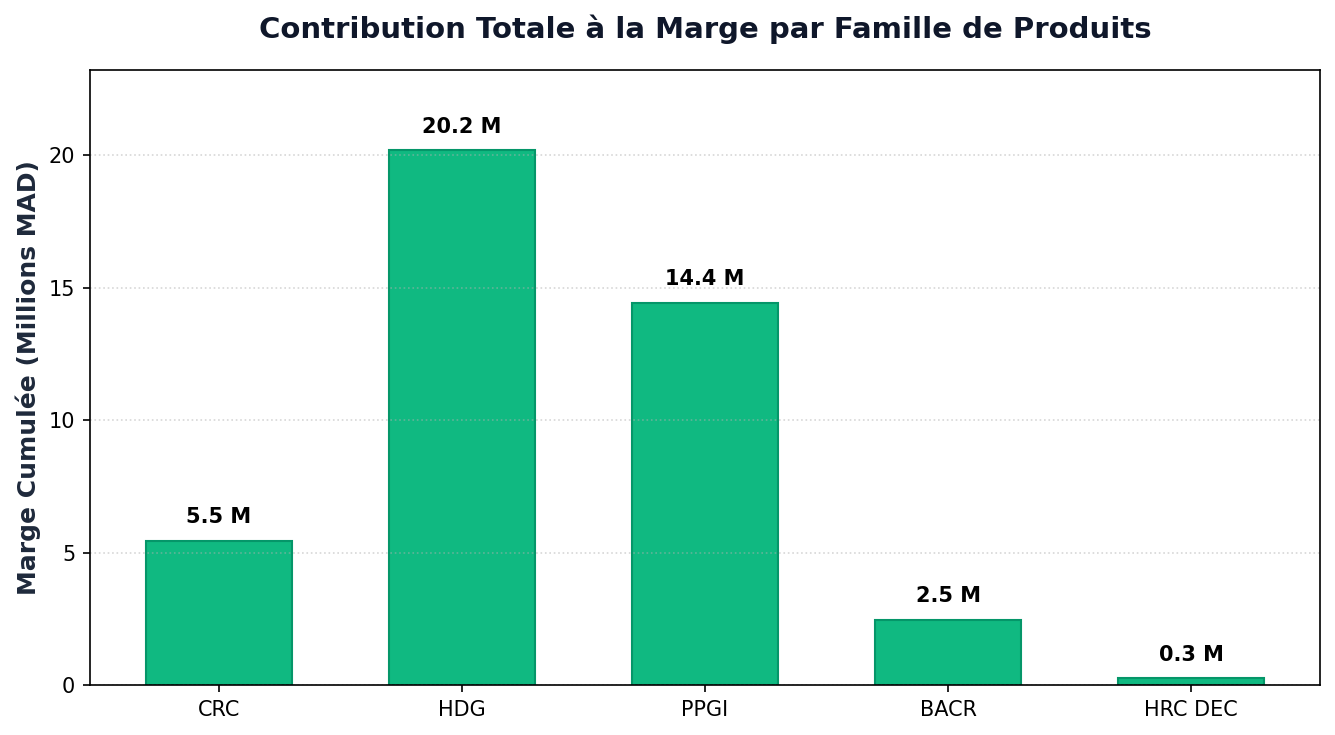 Contribution Totale à la Marge par Famille de Produits
Marge Cumulée (Millions MAD)
20
15
10
5
0
5.5 M
20.2 M
14.4 M
2.5 M
0.3 M
CRC
HDG
PPGI
BACR
HRC DEC